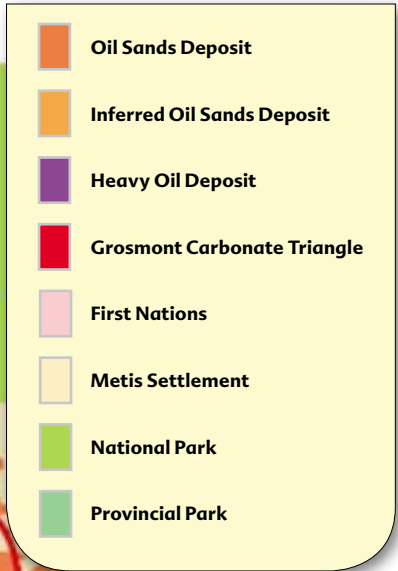 Oil Sands Deposit
Inferred Oil Sands Deposit
Heavy Oil Deposit
Grosmont Carbonate Triangle
First Nations
Metis Settlement
National Park
Provincial Park